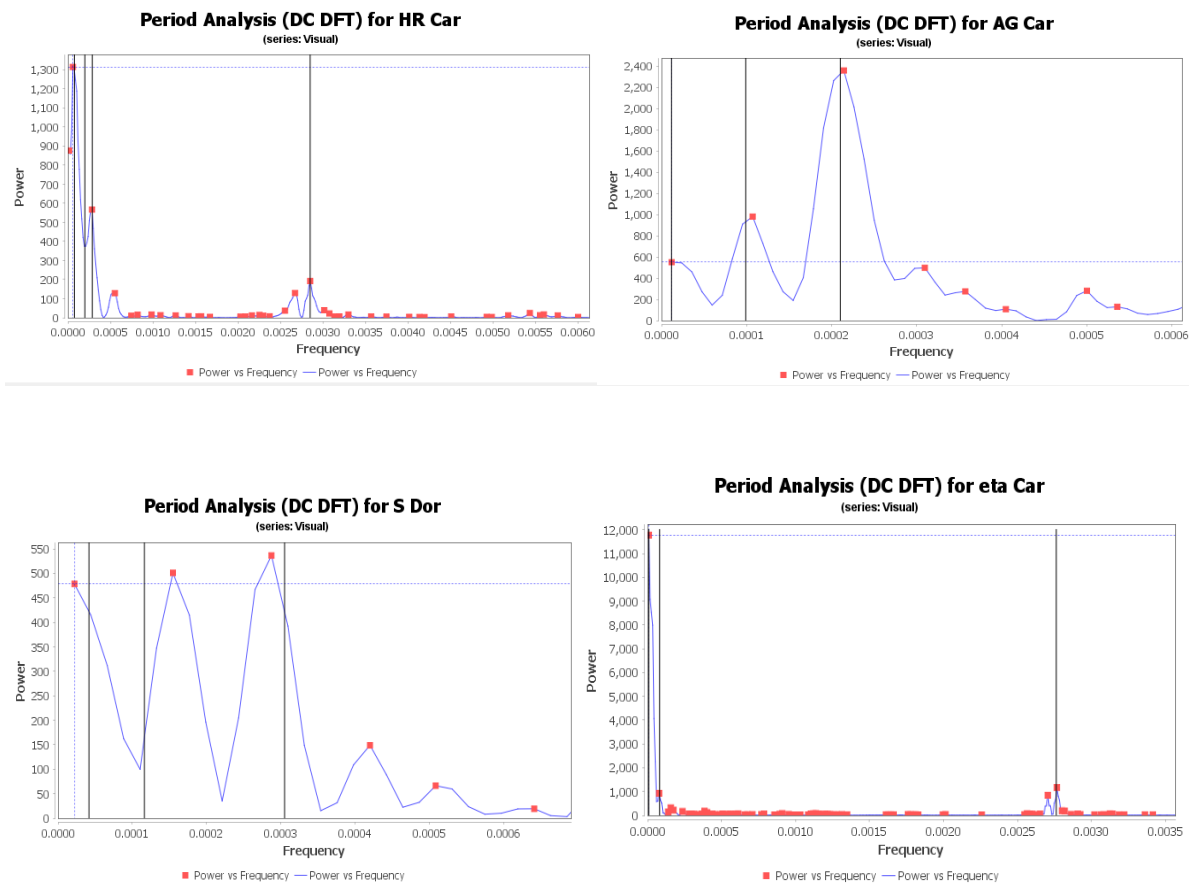 Period Analysis (DC DFT) for HR Car
(series: Visual)
1,300
1,200
1,100
1,000
900
800
700
600
500
400
300
200
100
0
Power
0.0000 0.0005 0.0010 0.0015 0.0020 0.0025 0.0030 0.0035 0.0040 0.0045 0.0050 0.0055 0.0060
Frequency
Power vs Frequency Power vs Frequency
Period Analysis (DC DFT) for AG Car
(series: Visual)
2,400
2,200
2,000
1,800
1,600
1,400
1,200
1,000
800
600
400
200
0
Power
0.0000 0.0001 0.0002 0.0003 0.0004 0.0005 0.0006
Frequency
Power vs Frequency Power vs Frequency
Period Analysis (DC DFT) for S Dor
(series: Visual)
550
500
450
400
350
300
250
200
150
100
50
0
Power
0.0000 0.0001 0.0002 0.0003 0.0004 0.0005 0.0006
Frequency
Power vs Frequency Power vs Frequency
Period Analysis (DC DFT) for eta Car
(series: Visual)
12,000
11,000
10,000
9,000
8,000
7,000
6,000
5,000
4,000
3,000
2,000
1,000
0
Power
0.0000 0.0005 0.0010 0.0015 0.0020 0.0025 0.0030 0.0035
Frequency
Power vs Frequency Power vs Frequency